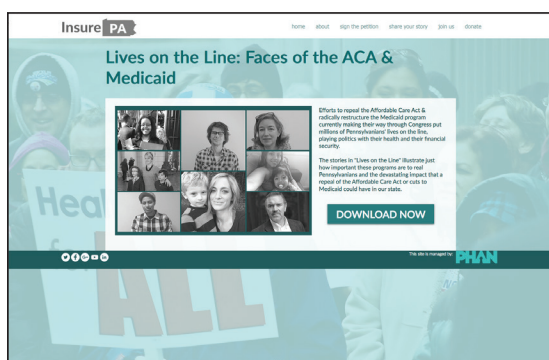 Insure PA
home about sign the petition share your story join us donate
Lives on the Line: Faces of the ACA &
Medicaid
Efforts to repeal the Affordable Care Act &
radically restructure the Medicaid program
currently making their way through Congress put
millions of Pennsylvanians' lives on the line,
playing politics with their health and their financial
security.
The stories in "Lives on the Line" illustrate just
how important these programs are to real
Pennsylvanians and the devastating impact that a
repeal of the Affordable Care Act or cuts to
Medicaid could have in our state.
DOWNLOAD NOW
This site is managed by: PHAN
Hea
ALL